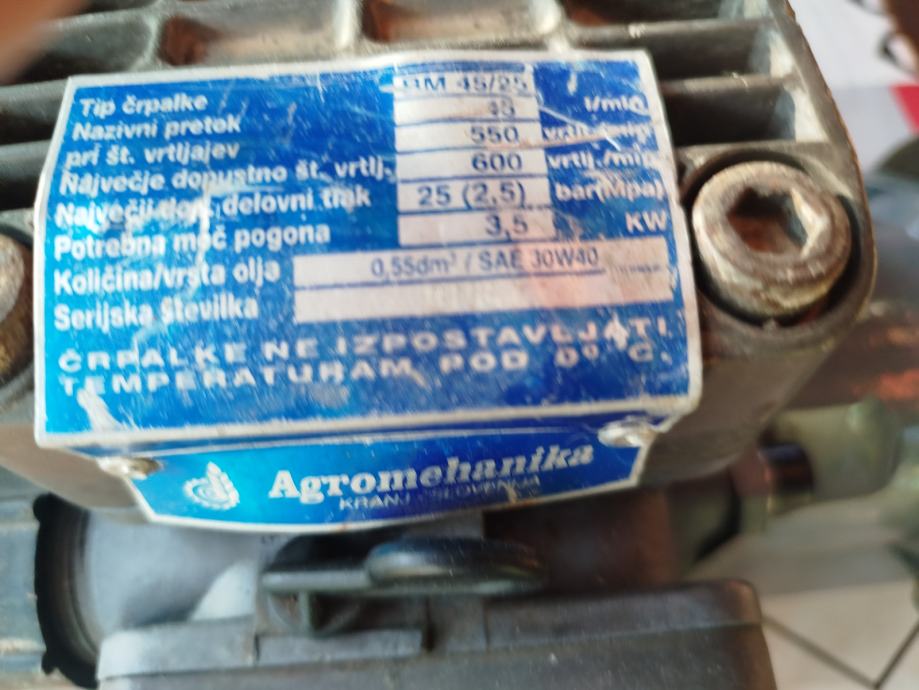 Tip črpalke BM 45/25
Nazivni pretok 45 l/min.
pri št. vrtljajev 550 vrtlj./min.
Največje dopustno št. vrtlj. 600 vrtlj./min.
Največji dop. delovni tlak 25 (2,5) bar(Mpa)
Potrebna moč pogona 3,5 KW
Količina/vrsta olja 0,55dm³ / SAE 30W40
Serijska številka
ČRPALKE NE IZPOSTAVLJATI
TEMPERATURAM POD 0° C.
Agromehanika
KRANJ SLOVENIJA